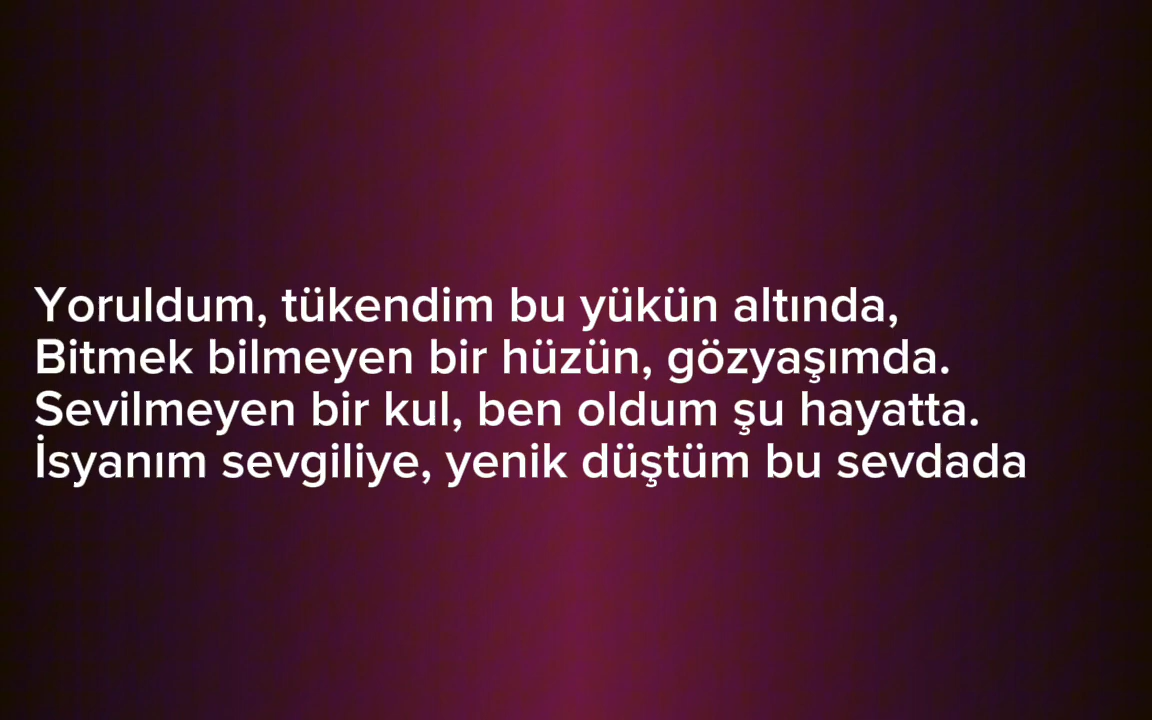 Yoruldum, tükendim bu yükün altında,
Bitmek bilmeyen bir hüzün, gözyaşımda.
Sevilmeyen bir kul, ben oldum şu hayatta.
İsyanım sevgiliye, yenik düştüm bu sevdada